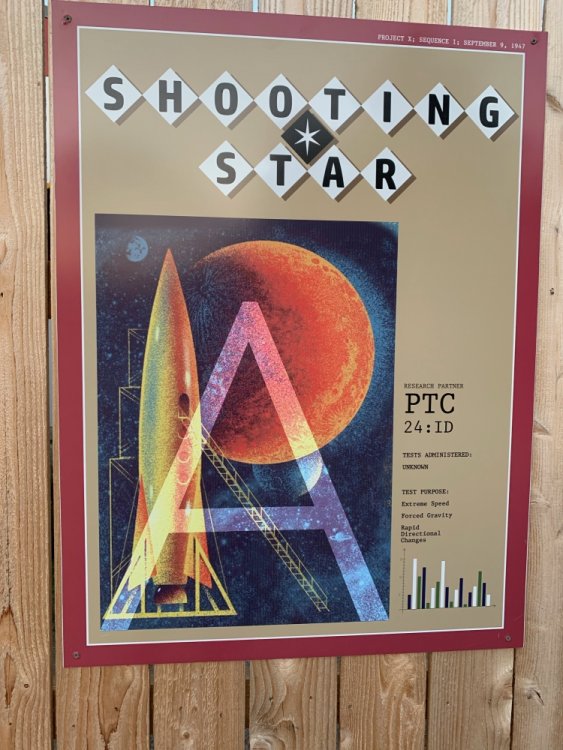 PROJECT X; SEQUENCE 1; SEPTEMBER 9, 1947
SHOOTING
STAR
A
RESEARCH PARTNER
PTC
24:ID
TESTS ADMINISTERED:
UNKNOWN
TEST PURPOSE:
Extreme Speed
Forced Gravity
Rapid
Directional
Changes